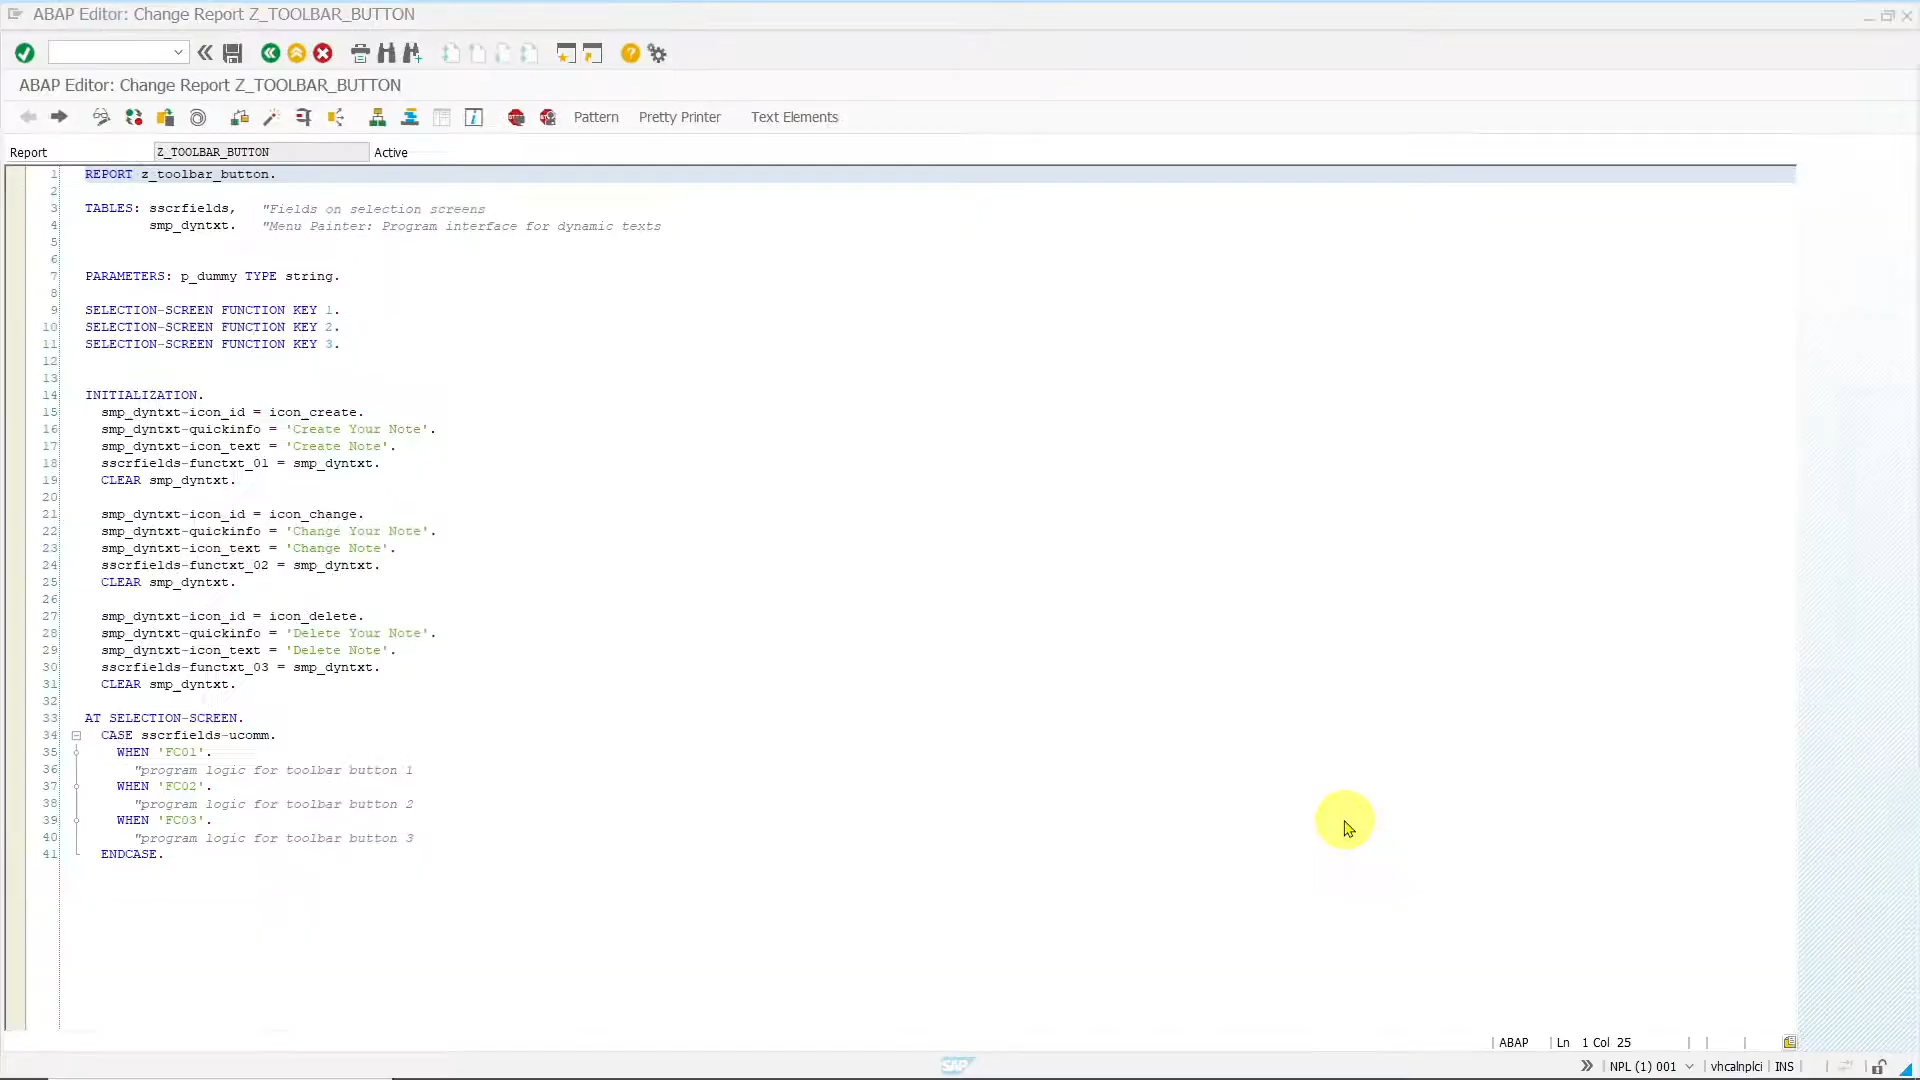 ABAP Editor: Change Report Z_TOOLBAR_BUTTON
ABAP Editor: Change Report Z_TOOLBAR_BUTTON
Pattern Pretty Printer Text Elements
Report Z_TOOLBAR_BUTTON Active
1 REPORT z_toolbar_button.
2
3 TABLES: sscrfields, "Fields on selection screens
4 smp_dyntxt. "Menu Painter: Program interface for dynamic texts
5
6
7 PARAMETERS: p_dummy TYPE string.
8
9 SELECTION-SCREEN FUNCTION KEY 1.
10 SELECTION-SCREEN FUNCTION KEY 2.
11 SELECTION-SCREEN FUNCTION KEY 3.
12
13
14 INITIALIZATION.
15 smp_dyntxt-icon_id = icon_create.
16 smp_dyntxt-quickinfo = 'Create Your Note'.
17 smp_dyntxt-icon_text = 'Create Note'.
18 sscrfields-functxt_01 = smp_dyntxt.
19 CLEAR smp_dyntxt.
20
21 smp_dyntxt-icon_id = icon_change.
22 smp_dyntxt-quickinfo = 'Change Your Note'.
23 smp_dyntxt-icon_text = 'Change Note'.
24 sscrfields-functxt_02 = smp_dyntxt.
25 CLEAR smp_dyntxt.
26
27 smp_dyntxt-icon_id = icon_delete.
28 smp_dyntxt-quickinfo = 'Delete Your Note'.
29 smp_dyntxt-icon_text = 'Delete Note'.
30 sscrfields-functxt_03 = smp_dyntxt.
31 CLEAR smp_dyntxt.
32
33 AT SELECTION-SCREEN.
34 CASE sscrfields-ucomm.
35 WHEN 'FC01'.
36 "program logic for toolbar button 1
37 WHEN 'FC02'.
38 "program logic for toolbar button 2
39 WHEN 'FC03'.
40 "program logic for toolbar button 3
41 ENDCASE.
ABAP Ln 1 Col 25
SAP NPL (1) 001 vhcalnplci INS